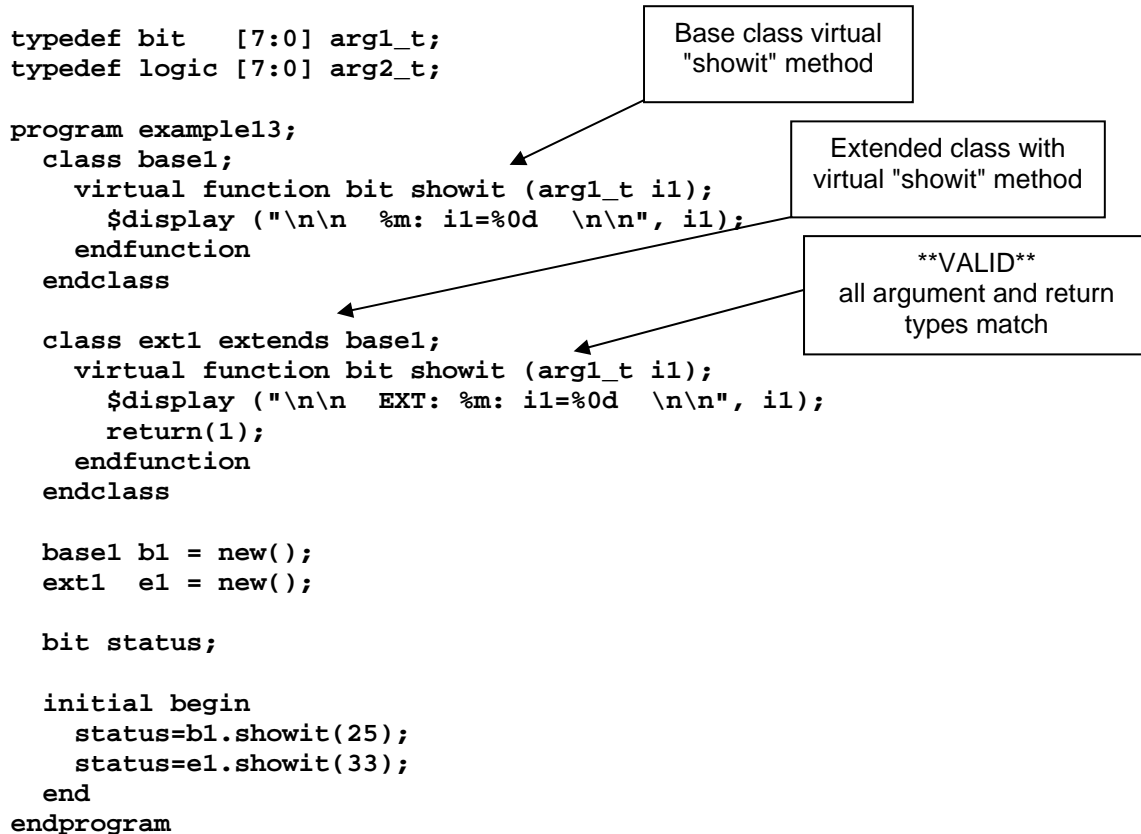 typedef bit   [7:0] arg1_t;
typedef logic [7:0] arg2_t;

program example13;
  class base1;
    virtual function bit showit (arg1_t i1);
      $display ("\n\n  %m: i1=%0d  \n\n", i1);
    endfunction
  endclass

  class ext1 extends base1;
    virtual function bit showit (arg1_t i1);
      $display ("\n\n  EXT: %m: i1=%0d  \n\n", i1);
      return(1);
    endfunction
  endclass

  base1 b1 = new();
  ext1  e1 = new();

  bit status;

  initial begin
    status=b1.showit(25);
    status=e1.showit(33);
  end
endprogram
Base class virtual
"showit" method
Extended class with
virtual "showit" method
**VALID**
all argument and return
types match